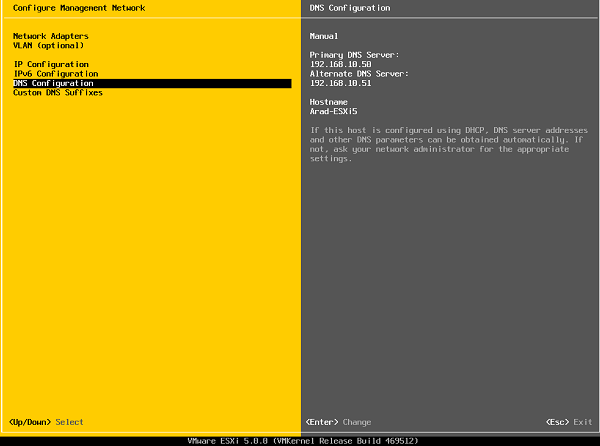 Configure Management Network
DNS Configuration
Network Adapters
VLAN (optional)
IP Configuration
IPv6 Configuration
DNS Configuration
Custom DNS Suffixes
Manual
Primary DNS Server:
192.168.10.50
Alternate DNS Server:
192.168.10.51
Hostname
Arad-ESXi5
If this host is configured using DHCP, DNS server addresses
and other DNS parameters can be obtained automatically. If
not, ask your network administrator for the appropriate
settings.
<Up/Down> Select
<Enter> Change
<Esc> Exit
VMware ESXi 5.0.0 (VMKernel Release Build 469512)